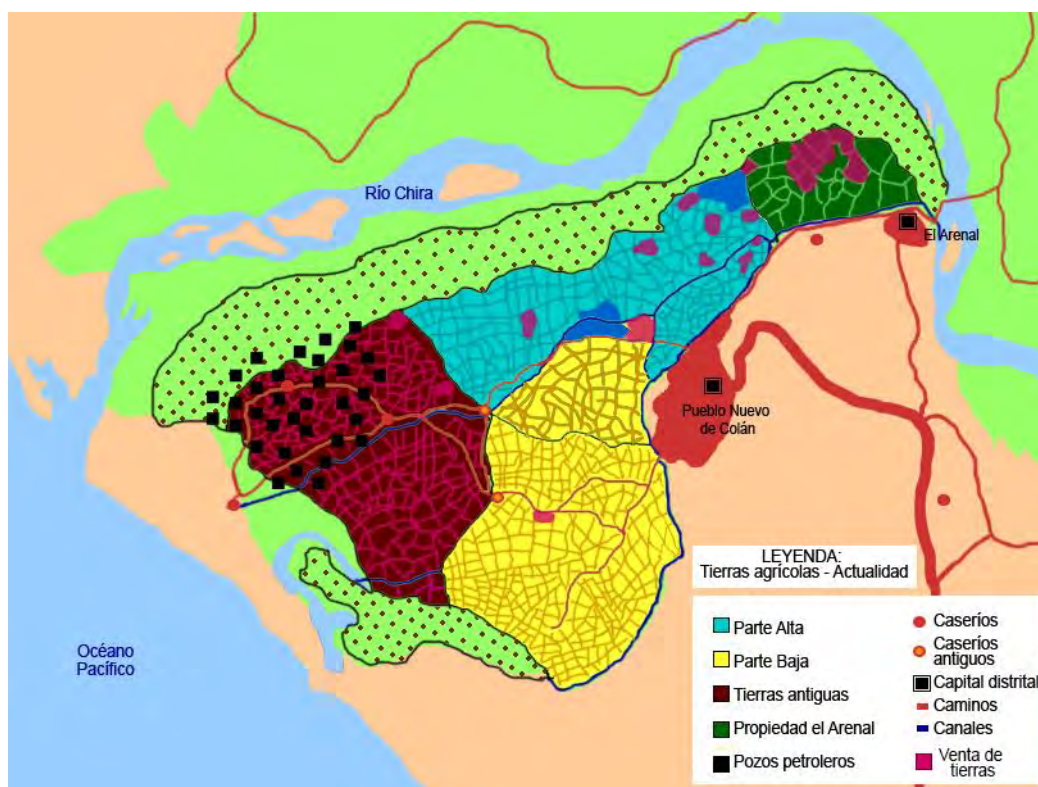 Río Chira
El Arenal
Pueblo Nuevo
de Colán
Océano
Pacífico
LEYENDA:
Tierras agrícolas - Actualidad
Parte Alta
Parte Baja
Tierras antiguas
Propiedad el Arenal
Pozos petroleros
Caseríos
Caseríos
antiguos
Capital distrital
Caminos
Canales
Venta de
tierras